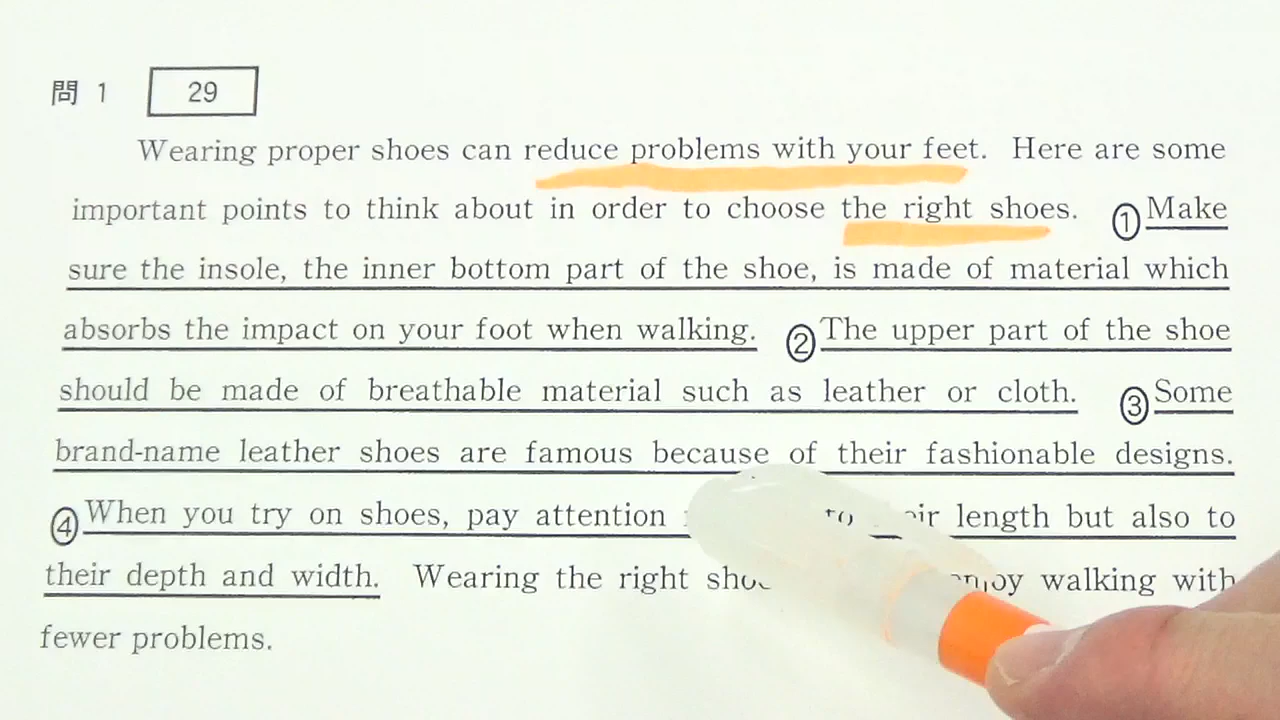 問 1 29
Wearing proper shoes can reduce problems with your feet. Here are some
important points to think about in order to choose the right shoes. ①Make
sure the insole, the inner bottom part of the shoe, is made of material which
absorbs the impact on your foot when walking. ②The upper part of the shoe
should be made of breathable material such as leather or cloth. ③Some
brand-name leather shoes are famous because of their fashionable designs.
④When you try on shoes, pay attention to their length but also to
their depth and width. Wearing the right enjoy walking with
fewer problems.